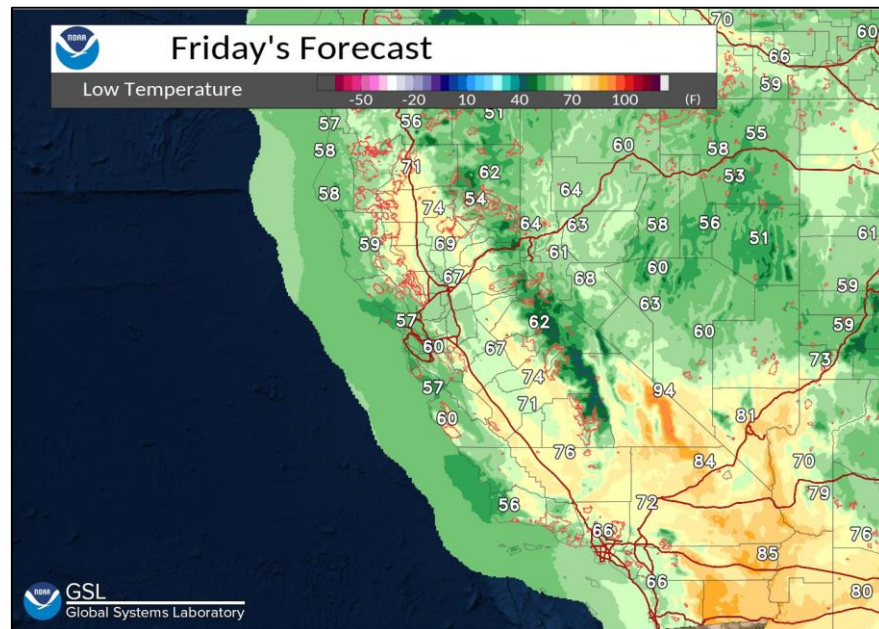 NOAA
Friday's Forecast
Low Temperature
-50 -20 10 40 70 100 (F)
70
60
66
59
57 56 51
58
60 58 55
71
62 53
58 54 64
74
64 63 58 56
59 69 61 51 61
67 68 60
59
63
57 62 60 59
60 67
73
57 74
94
71
60 81
76
84 70
56 72 79
66 76
85
66 80
NOAA
GSL
Global Systems Laboratory